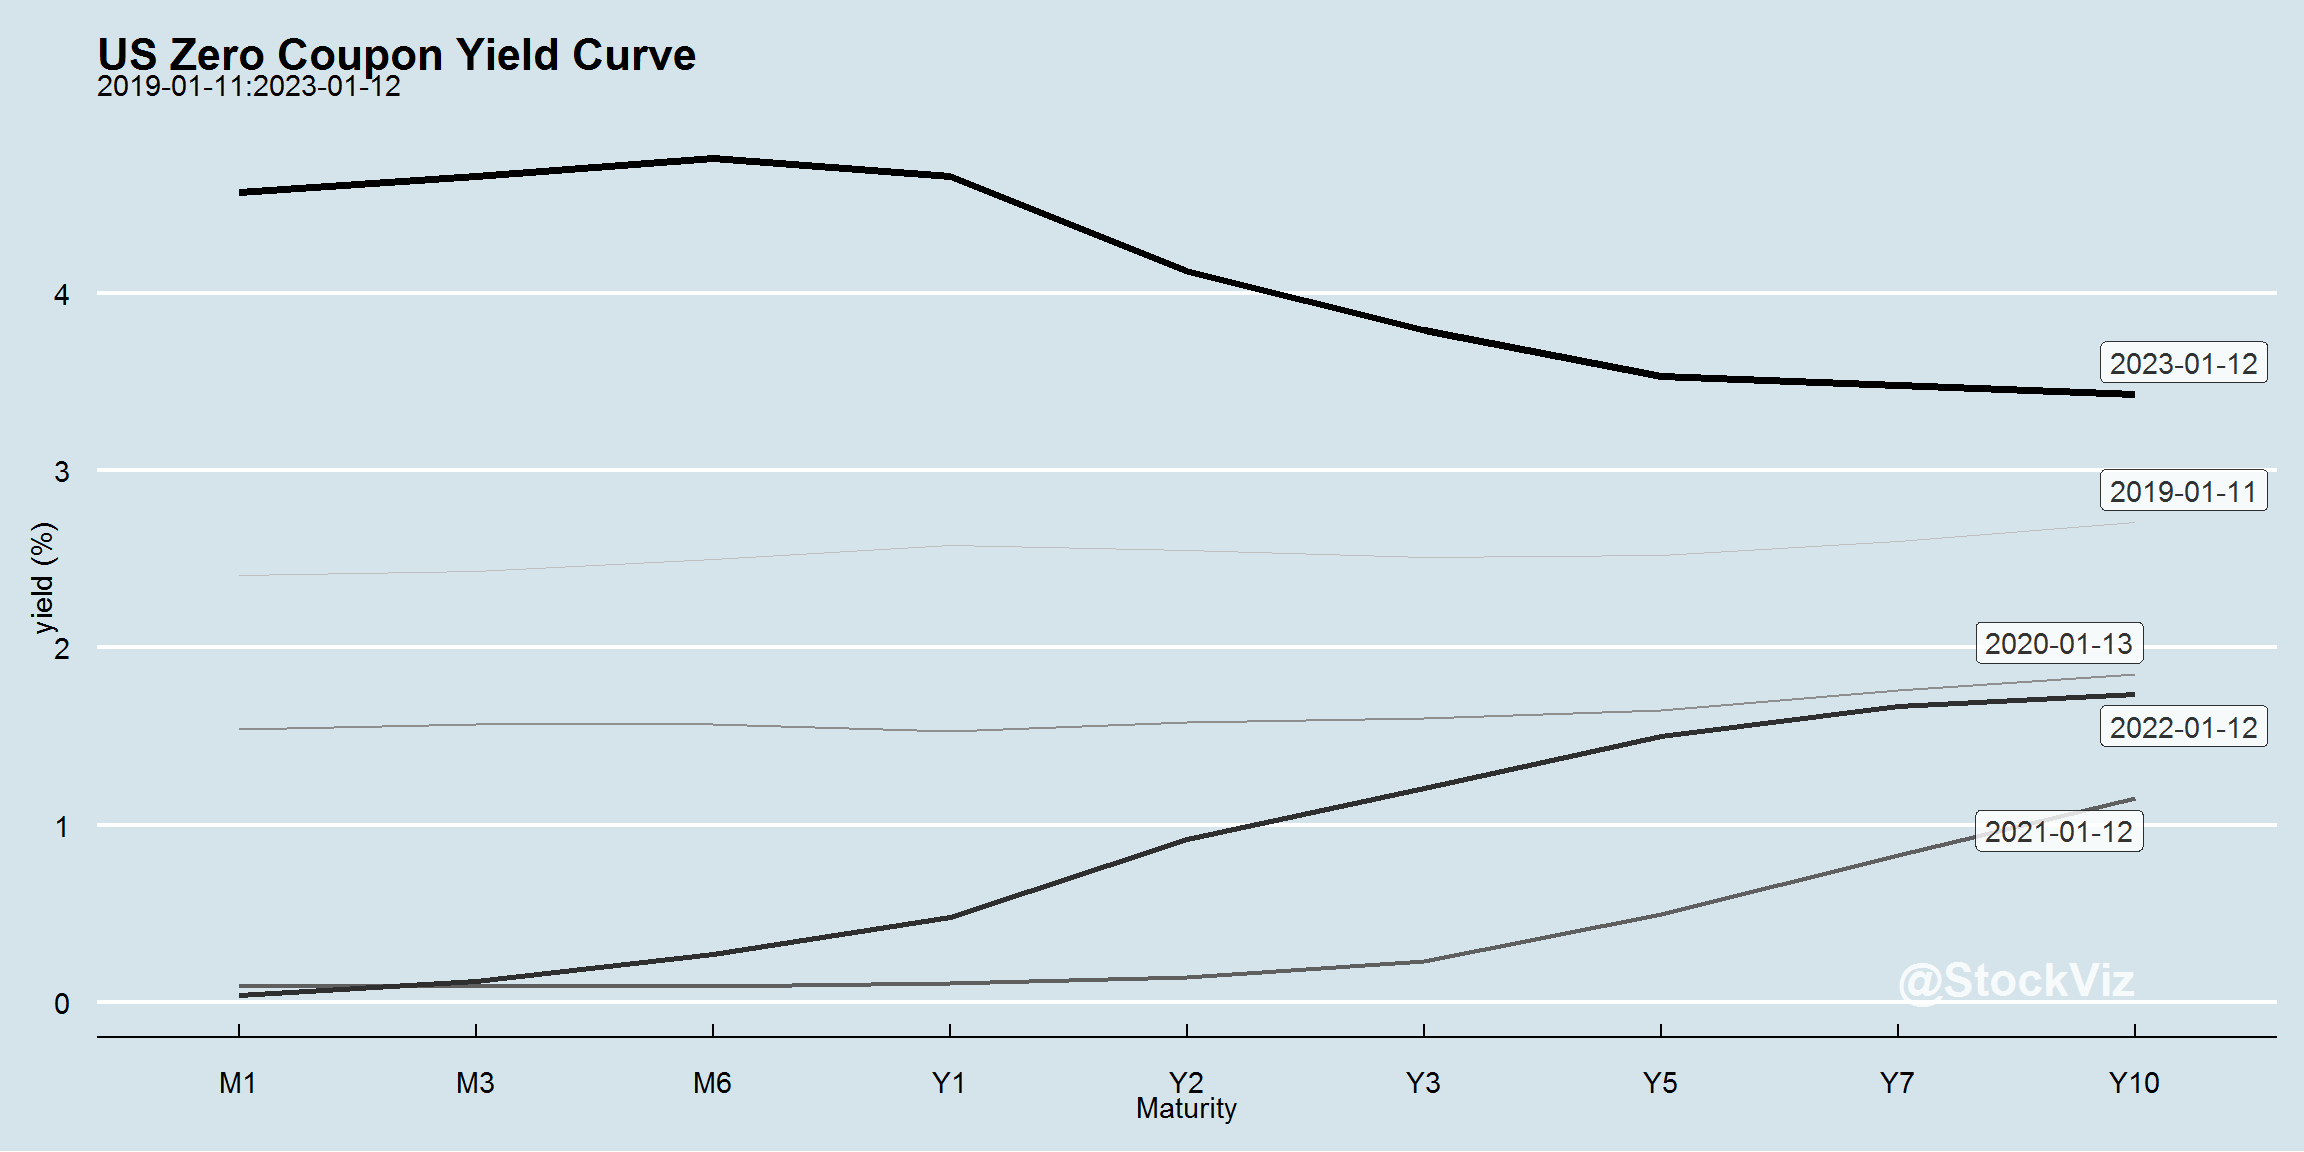 US Zero Coupon Yield Curve
2019-01-11:2023-01-12
yield (%)
4
3
2
1
0
2023-01-12
2019-01-11
2020-01-13
2022-01-12
2021-01-12
@StockViz
M1 M3 M6 Y1 Y2 Y3 Y5 Y7 Y10
Maturity